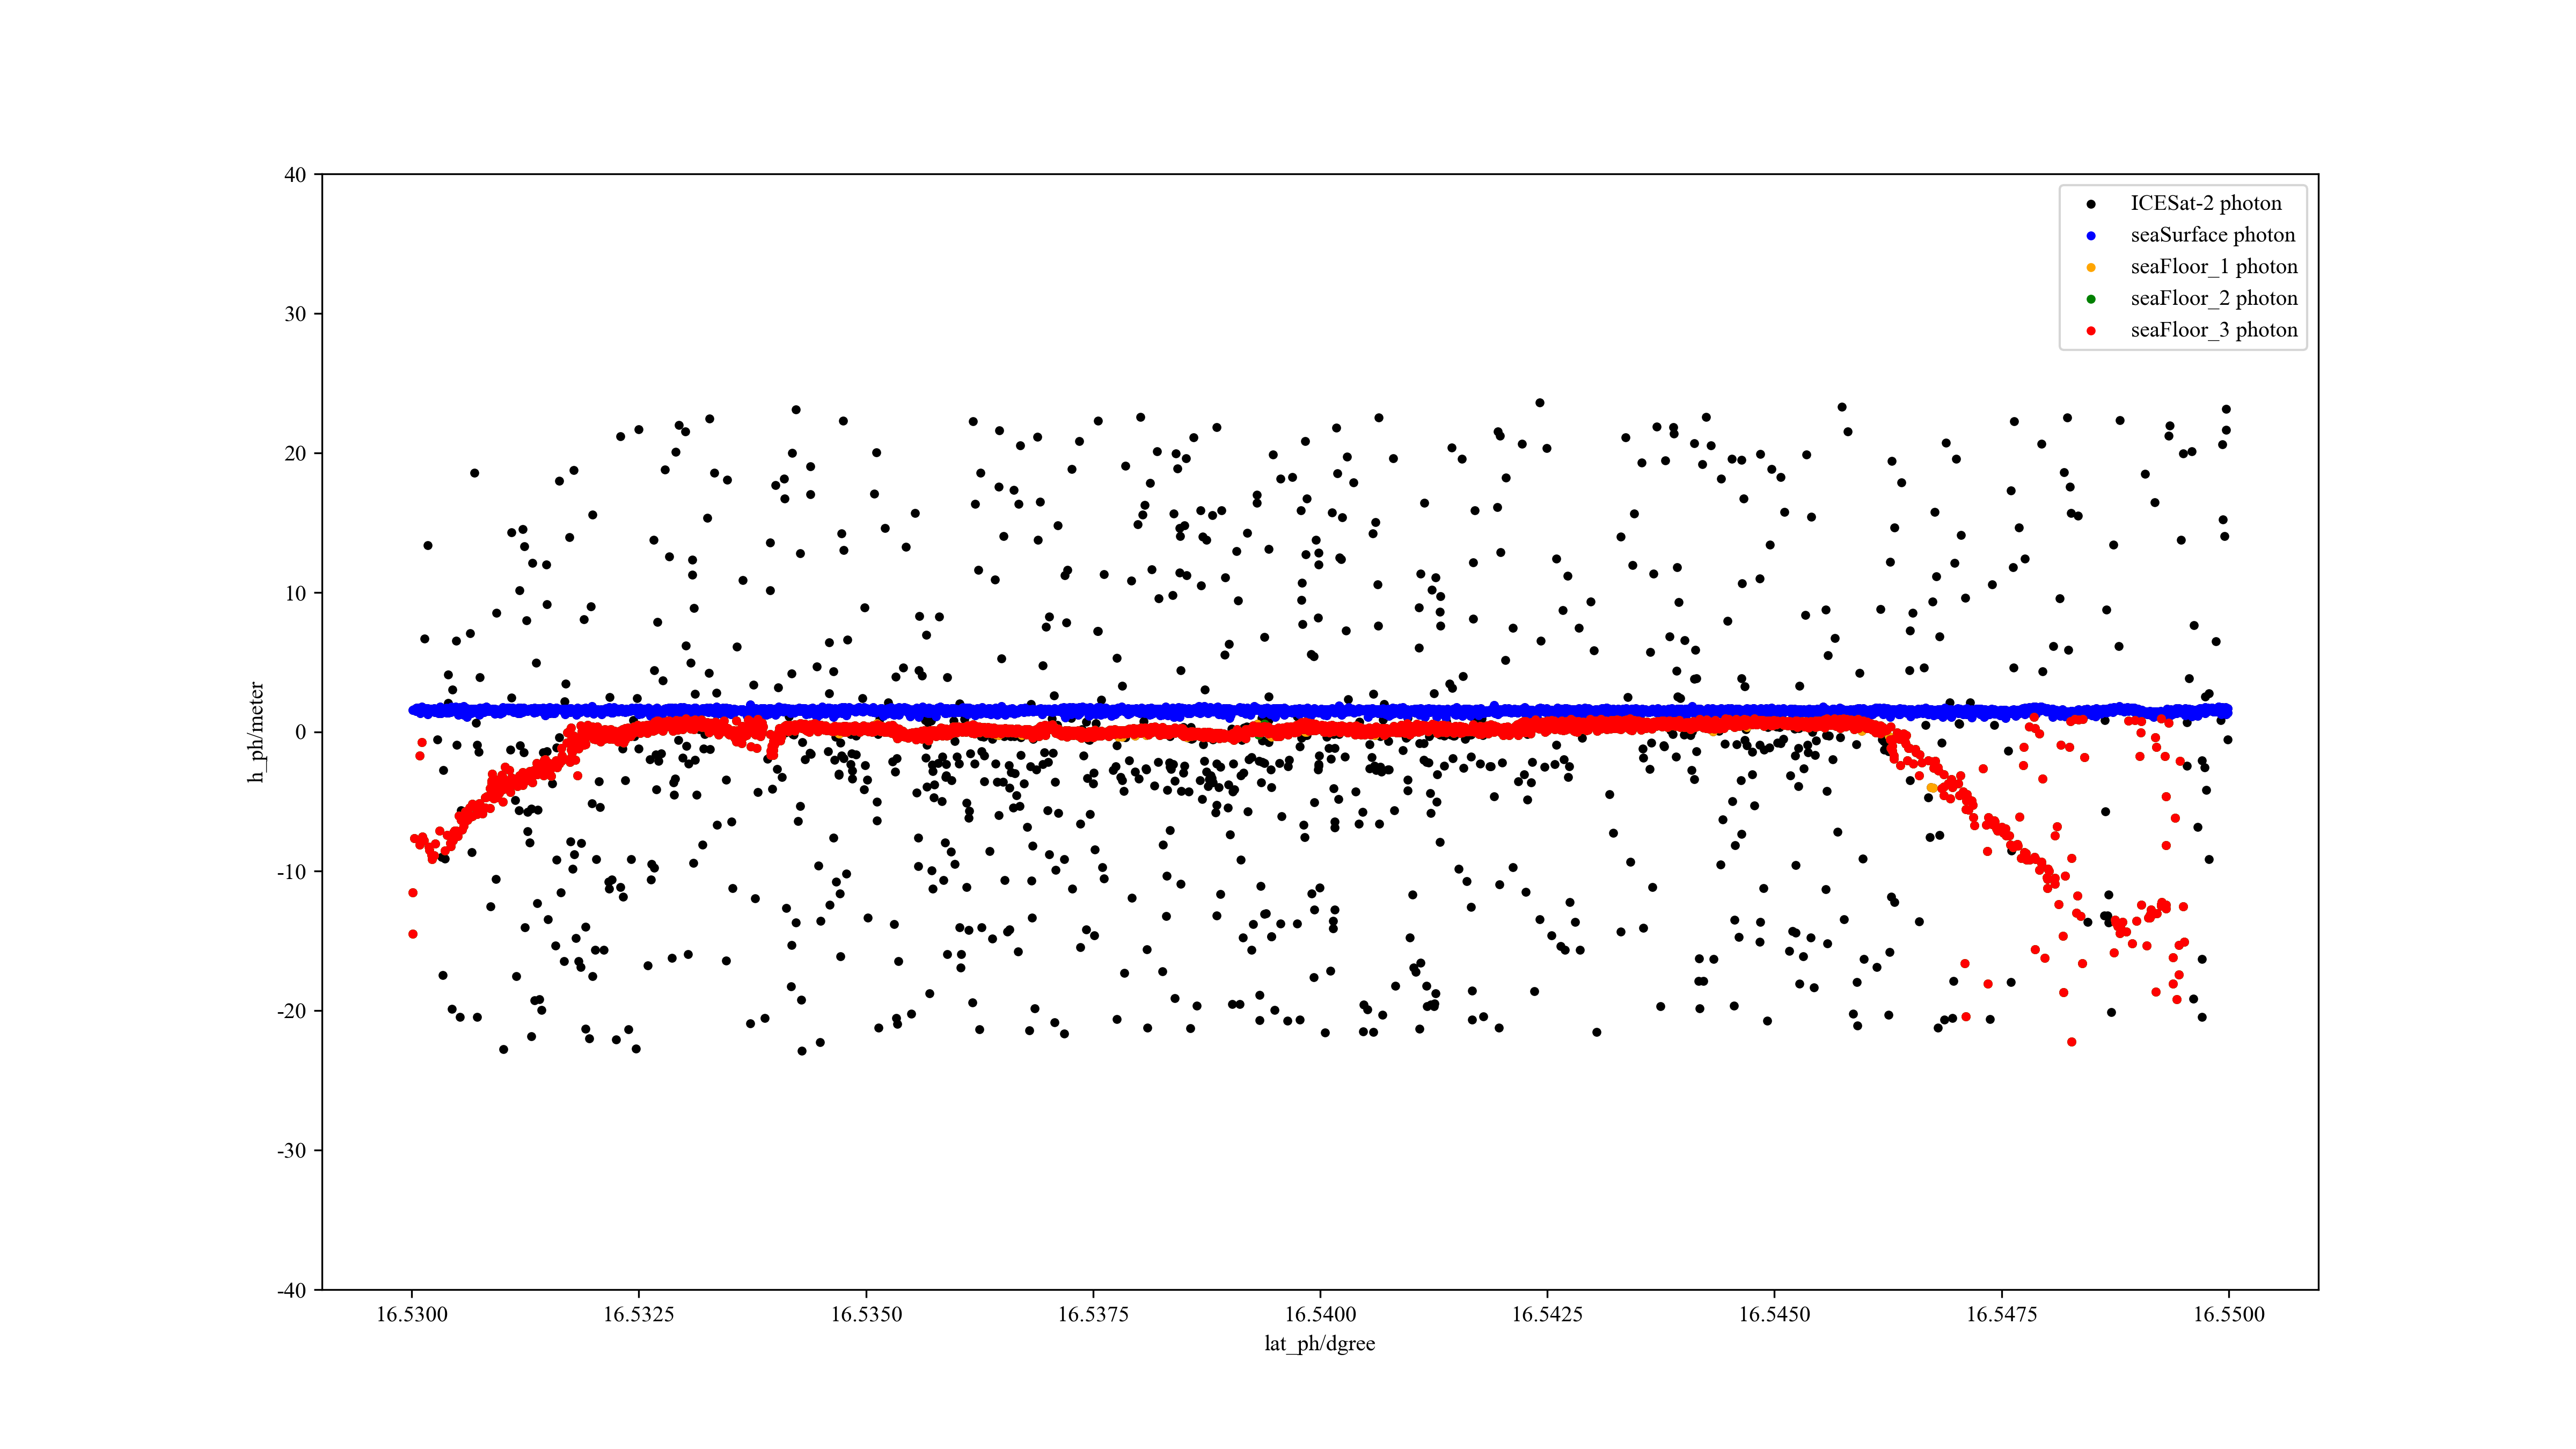 40
30
20
10
0
-10
-20
-30
-40
h_ph/meter
ICESat-2 photon
seaSurface photon
seaFloor_1 photon
seaFloor_2 photon
seaFloor_3 photon
16.5300 16.5325 16.5350 16.5375 16.5400 16.5425 16.5450 16.5475 16.5500
lat_ph/dgree